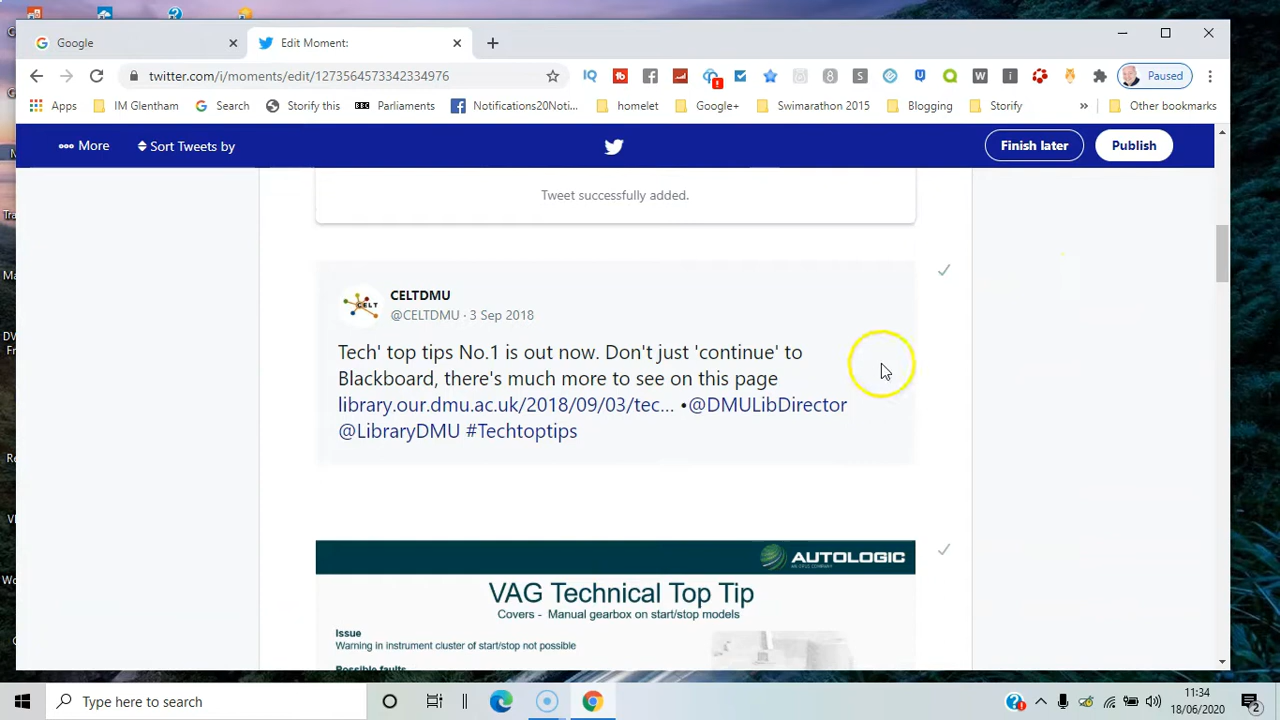 Google
Edit Moment:
twitter.com/i/moments/edit/1273564573342334976
Paused
Apps
IM Glentham
Search
Storify this
Parliaments
Notifications20Noti...
homelet
Google+
Swimarathon 2015
Blogging
Storify
»
Other bookmarks
More
Sort Tweets by
Finish later
Publish
Tweet successfully added.
CELT
CELTDMU
@CELTDMU · 3 Sep 2018
Tech' top tips No.1 is out now. Don't just 'continue' to
Blackboard, there's much more to see on this page
library.our.dmu.ac.uk/2018/09/03/tec... •@DMULibDirector
@LibraryDMU #Techtoptips
AUTOLOGIC
VAG Technical Top Tip
Covers - Manual gearbox on start/stop models
Issue
Warning in instrument cluster of start/stop not possible
Possible faults
Type here to search
11:34
18/06/2020
2